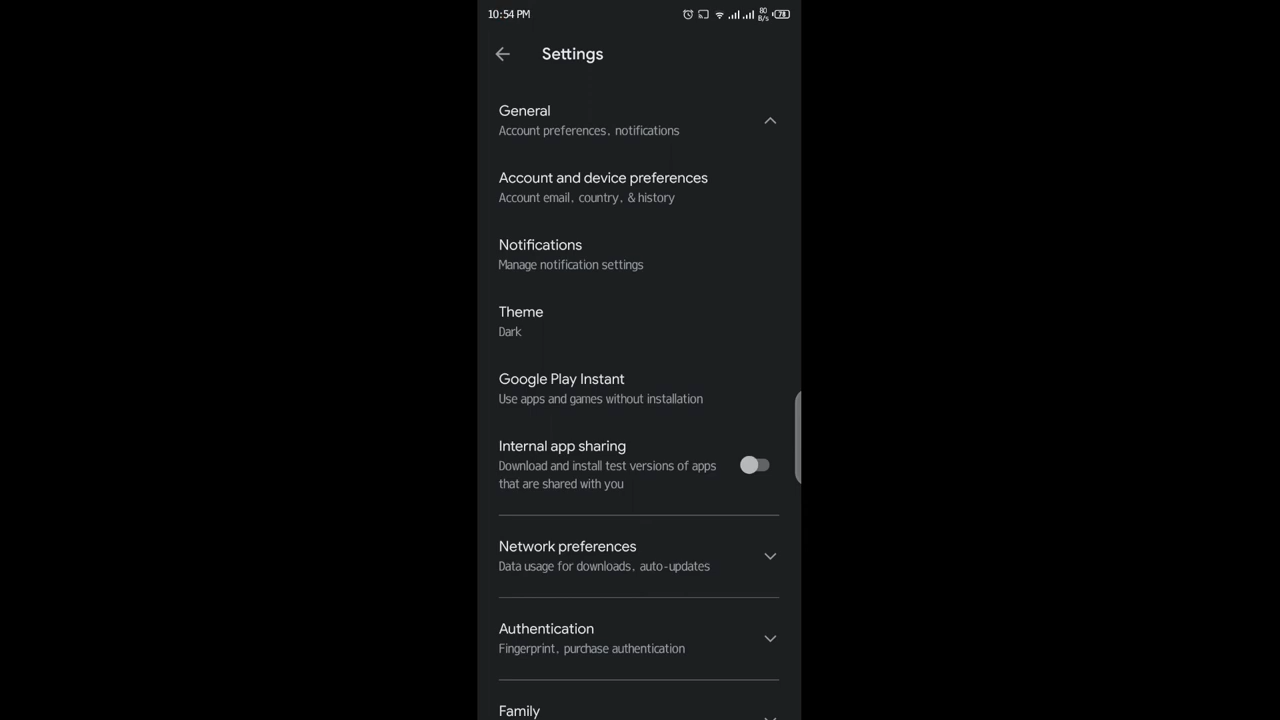 10:54 PM 80 B/s 78
Settings
General
Account preferences, notifications
Account and device preferences
Account email, country, & history
Notifications
Manage notification settings
Theme
Dark
Google Play Instant
Use apps and games without installation
Internal app sharing
Download and install test versions of apps
that are shared with you
Network preferences
Data usage for downloads, auto-updates
Authentication
Fingerprint, purchase authentication
Family